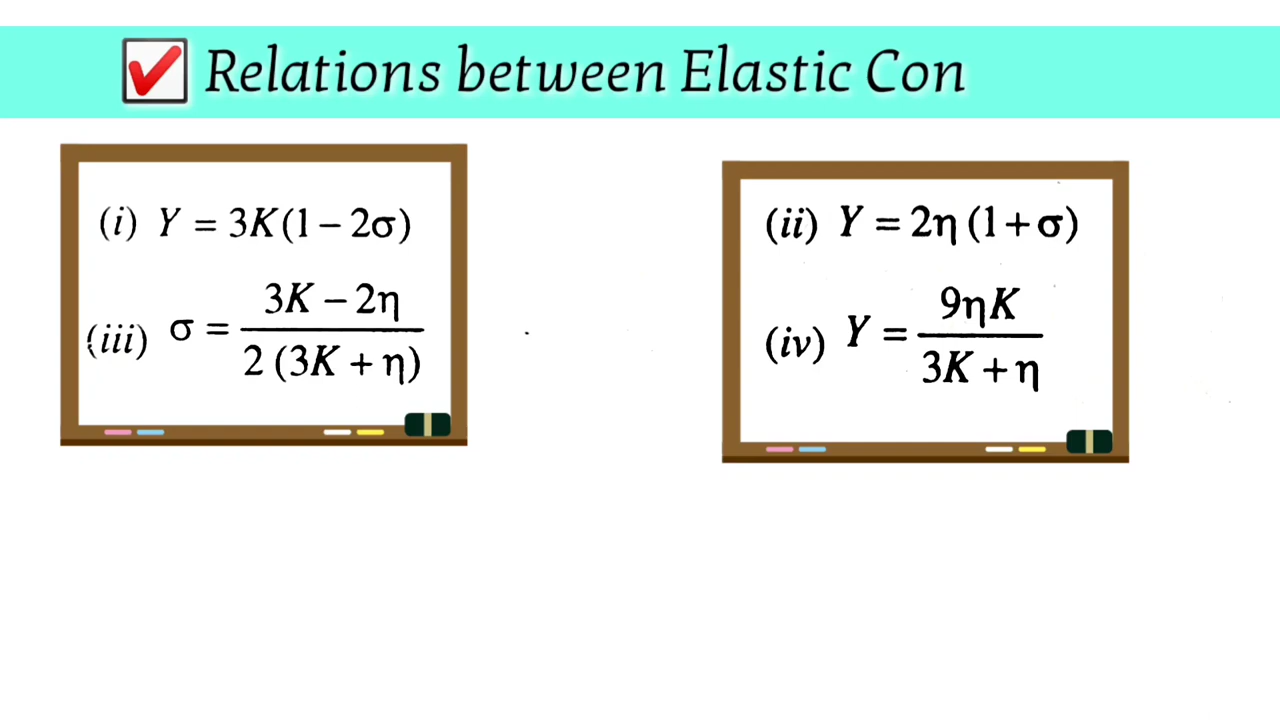 Relations between Elastic Con
(i) Y = 3K(1 – 2σ)
(iii) σ = (3K – 2η) / (2 (3K + η))
(ii) Y = 2η (1 + σ)
(iv) Y = 9ηK / (3K + η)